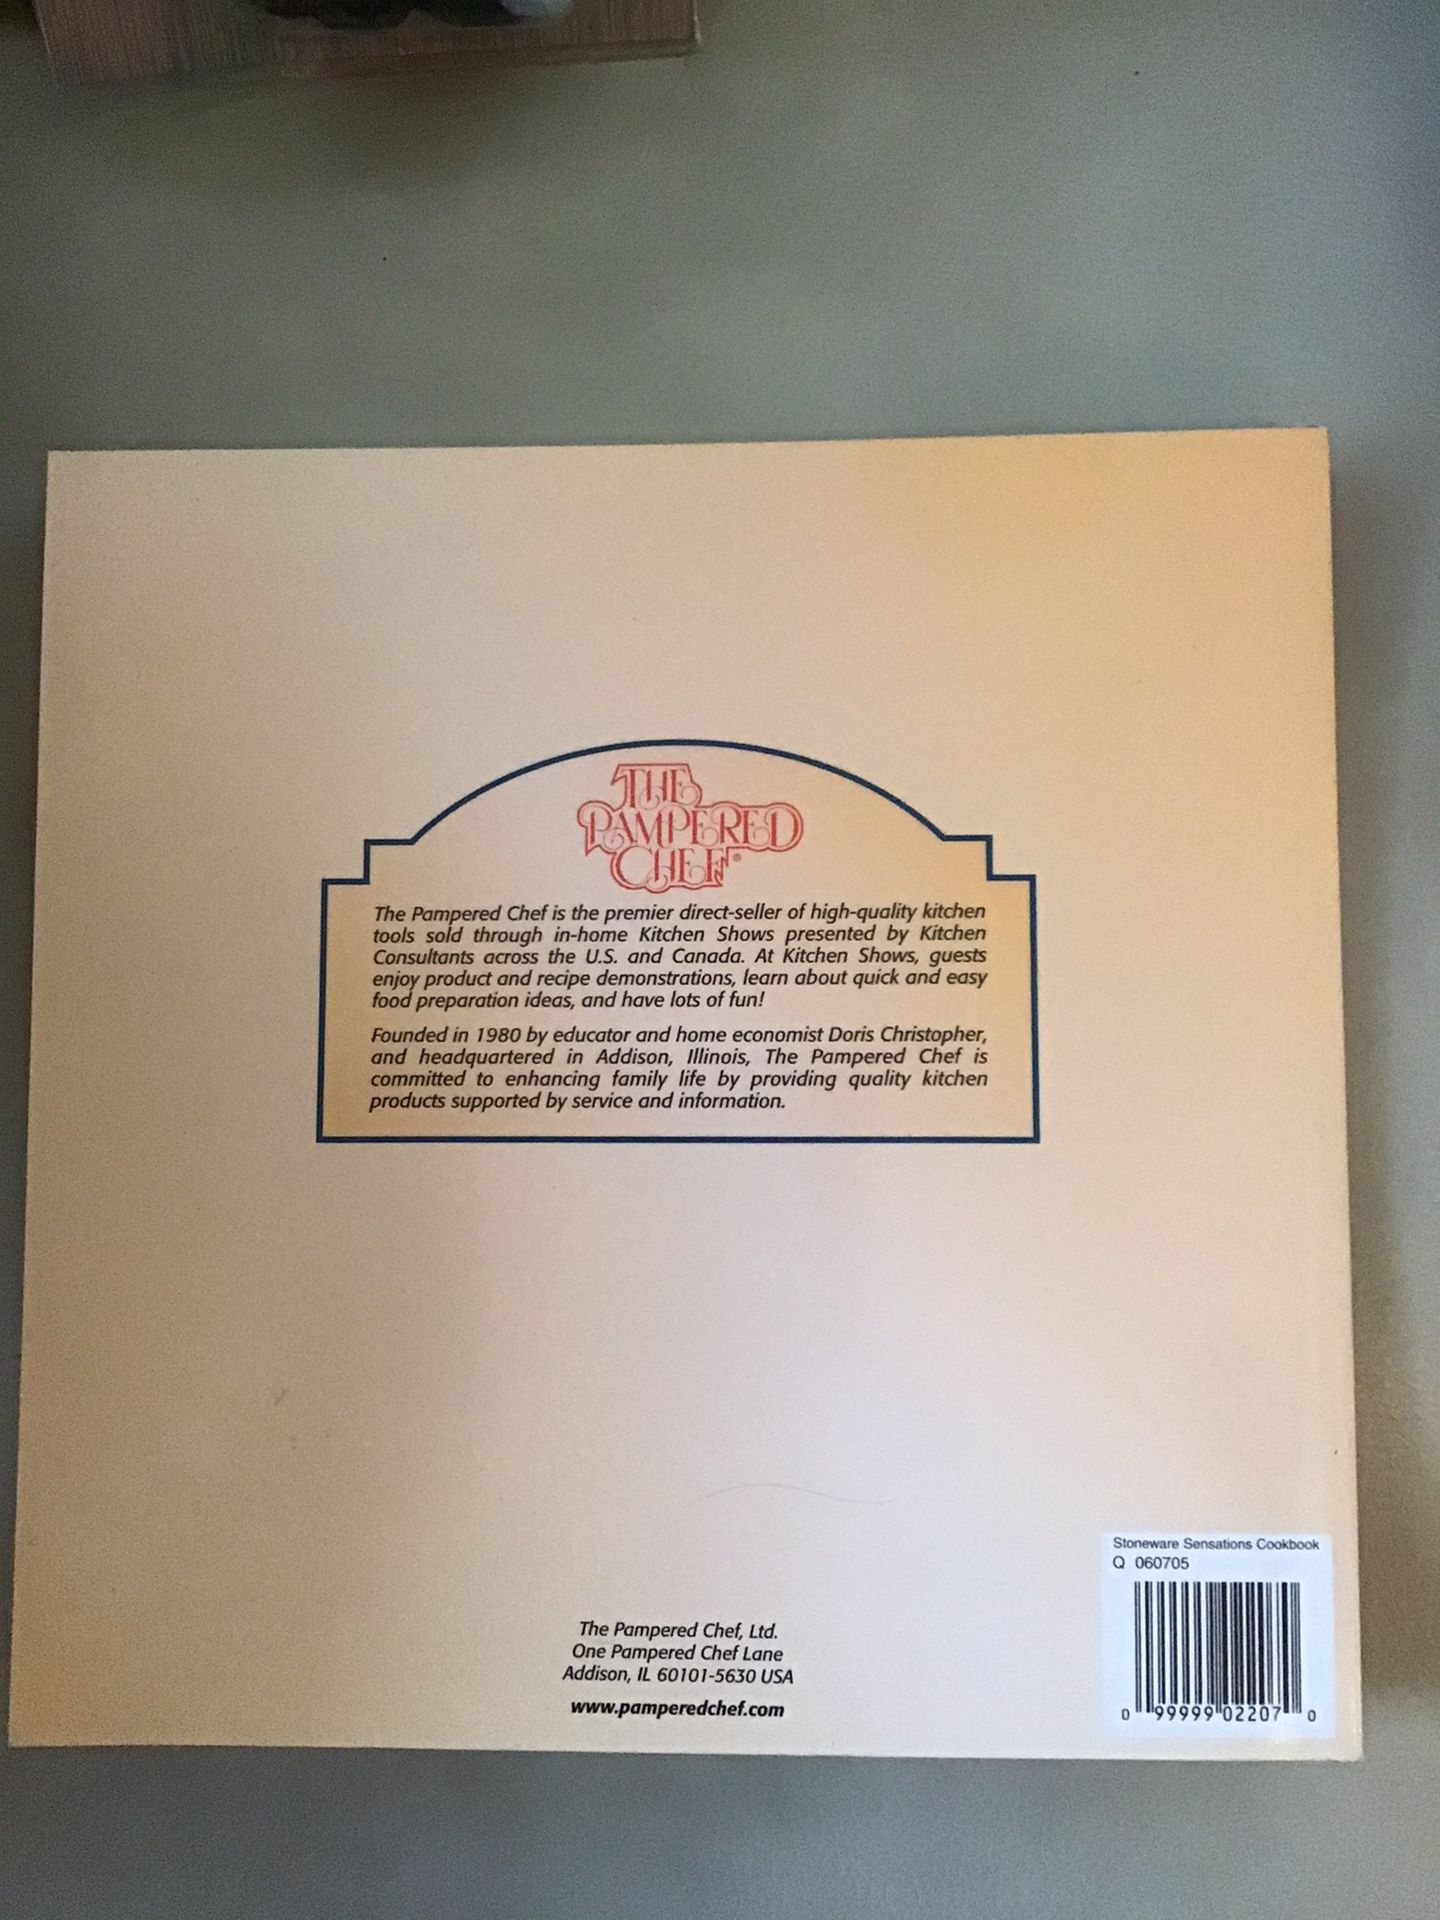 THE
PAMPERED
CHEF®
The Pampered Chef is the premier direct-seller of high-quality kitchen
tools sold through in-home Kitchen Shows presented by Kitchen
Consultants across the U.S. and Canada. At Kitchen Shows, guests
enjoy product and recipe demonstrations, learn about quick and easy
food preparation ideas, and have lots of fun!
Founded in 1980 by educator and home economist Doris Christopher,
and headquartered in Addison, Illinois, The Pampered Chef is
committed to enhancing family life by providing quality kitchen
products supported by service and information.
The Pampered Chef, Ltd.
One Pampered Chef Lane
Addison, IL 60101-5630 USA
www.pamperedchef.com
Stoneware Sensations Cookbook
Q 060705
0 99999 02207 0